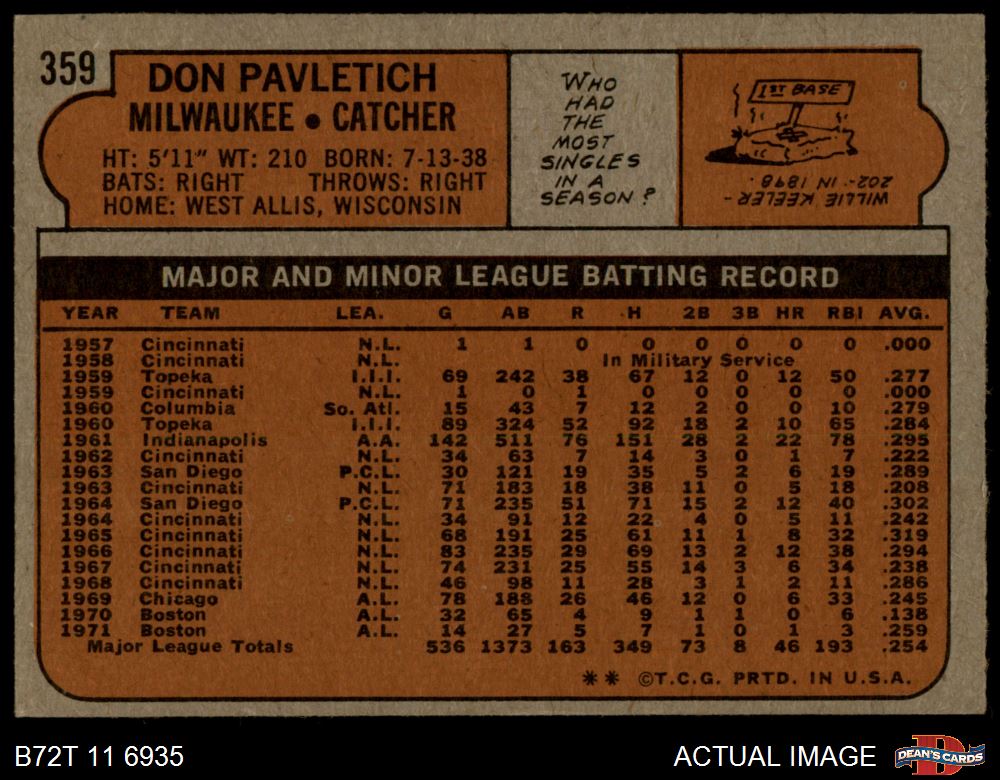 359
DON PAVLETICH
MILWAUKEE • CATCHER
HT: 5'11" WT: 210 BORN: 7-13-38
BATS: RIGHT THROWS: RIGHT
HOME: WEST ALLIS, WISCONSIN
WHO
HAD
THE
MOST
SINGLES
IN A
SEASON?
1ST BASE
WILLIE KEELER -
202 - IN 1898.
MAJOR AND MINOR LEAGUE BATTING RECORD
YEAR TEAM LEA. G AB R H 2B 3B HR RBI AVG.
1957 Cincinnati N.L. 1 1 0 0 0 0 0 0 .000
1958 Cincinnati N.L. In Military Service
1959 Topeka I.I.I. 69 242 38 67 12 0 12 50 .277
1959 Cincinnati N.L. 1 0 1 0 0 0 0 0 .000
1960 Columbia So. Atl. 15 43 7 12 2 0 0 10 .279
1960 Topeka I.I.I. 89 324 52 92 18 2 10 65 .284
1961 Indianapolis A.A. 142 511 76 151 28 2 22 78 .295
1962 Cincinnati N.L. 34 63 7 14 3 0 1 7 .222
1963 San Diego P.C.L. 30 121 19 35 5 2 6 19 .289
1963 Cincinnati N.L. 71 183 18 38 11 0 5 18 .208
1964 San Diego P.C.L. 71 235 51 71 15 2 12 40 .302
1964 Cincinnati N.L. 34 91 12 22 4 0 5 11 .242
1965 Cincinnati N.L. 68 191 25 61 11 1 8 32 .319
1966 Cincinnati N.L. 83 235 29 69 13 2 12 38 .294
1967 Cincinnati N.L. 74 231 25 55 14 3 6 34 .238
1968 Cincinnati N.L. 46 98 11 28 3 1 2 11 .286
1969 Chicago A.L. 78 188 26 46 12 0 6 33 .245
1970 Boston A.L. 32 65 4 9 1 1 0 6 .138
1971 Boston A.L. 14 27 5 7 1 0 1 3 .259
Major League Totals 536 1373 163 349 73 8 46 193 .254
** ©T.C.G. PRTD. IN U.S.A.
B72T 11 6935
ACTUAL IMAGE
DEAN'S CARDS